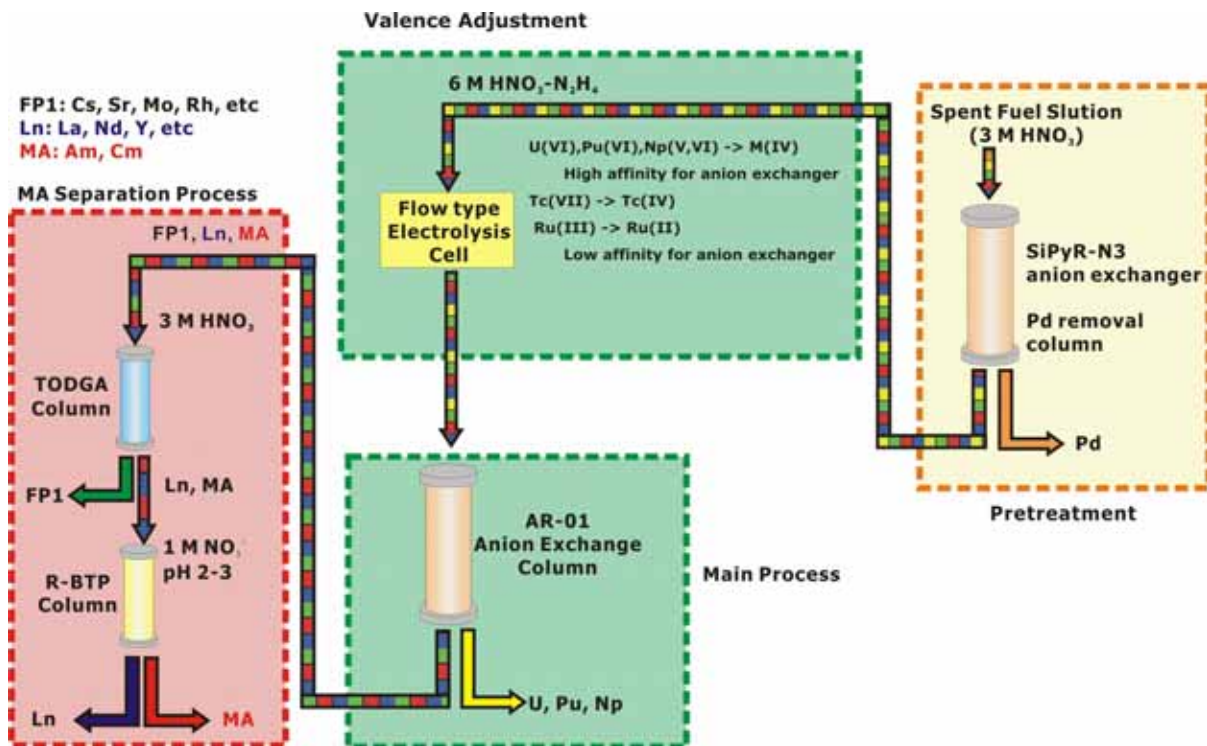 Valence Adjustment
FP1: Cs, Sr, Mo, Rh, etc
Ln: La, Nd, Y, etc
MA: Am, Cm
MA Separation Process
FP1, Ln, MA
3 M HNO₃
TODGA
Column
FP1
Ln, MA
1 M NO₃⁻
pH 2-3
R-BTP
Column
Ln
MA
6 M HNO₃-N₂H₄
U(VI),Pu(VI),Np(V,VI) -> M(IV)
High affinity for anion exchanger
Tc(VII) -> Tc(IV)
Ru(III) -> Ru(II)
Low affinity for anion exchanger
Flow type
Electrolysis
Cell
AR-01
Anion Exchange
Column
Main Process
U, Pu, Np
Spent Fuel Slution
(3 M HNO₃)
SiPyR-N3
anion exchanger
Pd removal
column
Pd
Pretreatment